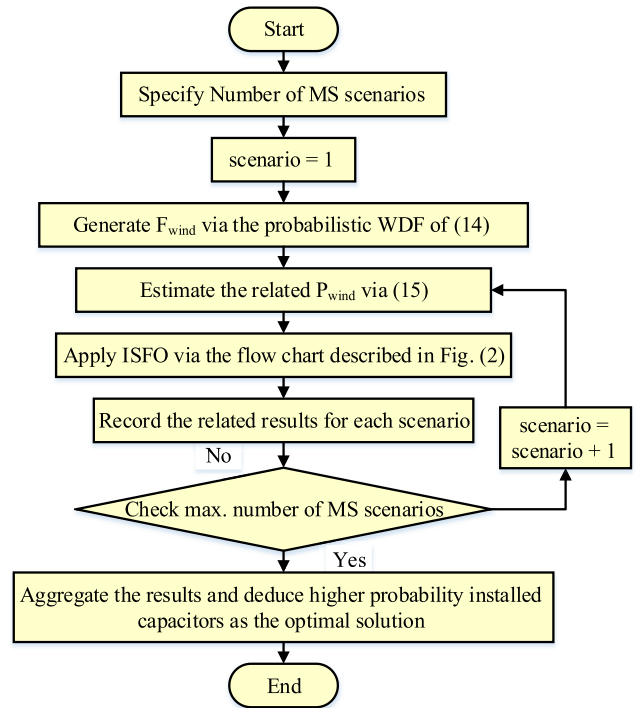 Start
Specify Number of MS scenarios
scenario = 1
Generate Fwind via the probabilistic WDF of (14)
Estimate the related Pwind via (15)
Apply ISFO via the flow chart described in Fig. (2)
Record the related results for each scenario
scenario =
scenario + 1
No
Check max. number of MS scenarios
Yes
Aggregate the results and deduce higher probability installed
capacitors as the optimal solution
End